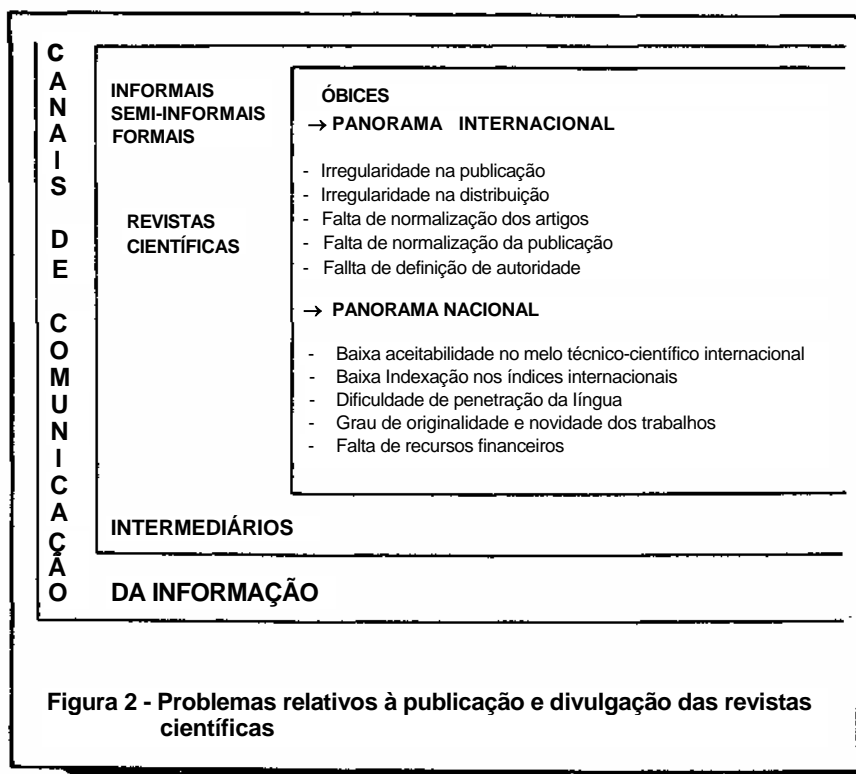 CANAIS DE COMUNICAÇÃO
INFORMAIS
SEMI-INFORMAIS
FORMAIS
REVISTAS
CIENTÍFICAS
ÓBICES
→ PANORAMA INTERNACIONAL
- Irregularidade na publicação
- Irregularidade na distribuição
- Falta de normalização dos artigos
- Falta de normalização da publicação
- Fallta de definição de autoridade
→ PANORAMA NACIONAL
- Baixa aceitabilidade no melo técnico-científico internacional
- Baixa Indexação nos índices internacionais
- Dificuldade de penetração da língua
- Grau de originalidade e novidade dos trabalhos
- Falta de recursos financeiros
INTERMEDIÁRIOS
DA INFORMAÇÃO
Figura 2 - Problemas relativos à publicação e divulgação das revistas
científicas